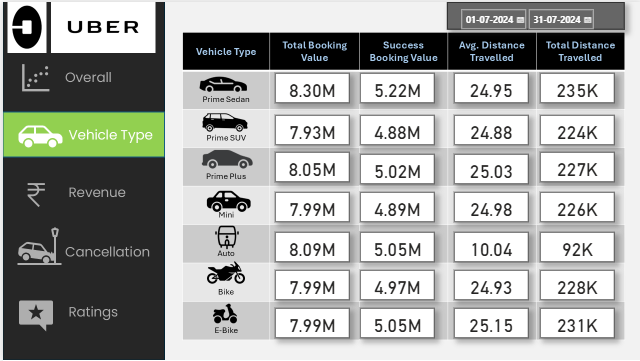 UBER
01-07-2024 31-07-2024
Overall
Vehicle Type
Revenue
Cancellation
Ratings
Vehicle Type Total Booking Value Success Booking Value Avg. Distance Travelled Total Distance Travelled
Prime Sedan 8.30M 5.22M 24.95 235K
Prime SUV 7.93M 4.88M 24.88 224K
Prime Plus 8.05M 5.02M 25.03 227K
Mini 7.99M 4.89M 24.98 226K
Auto 8.09M 5.05M 10.04 92K
Bike 7.99M 4.97M 24.93 228K
E-Bike 7.99M 5.05M 25.15 231K